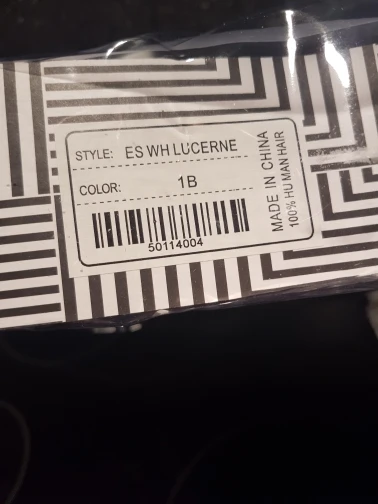 STYLE: ES WH LUCERNE
COLOR: 1B
50114004
MADE IN CHINA
100% HUMAN HAIR